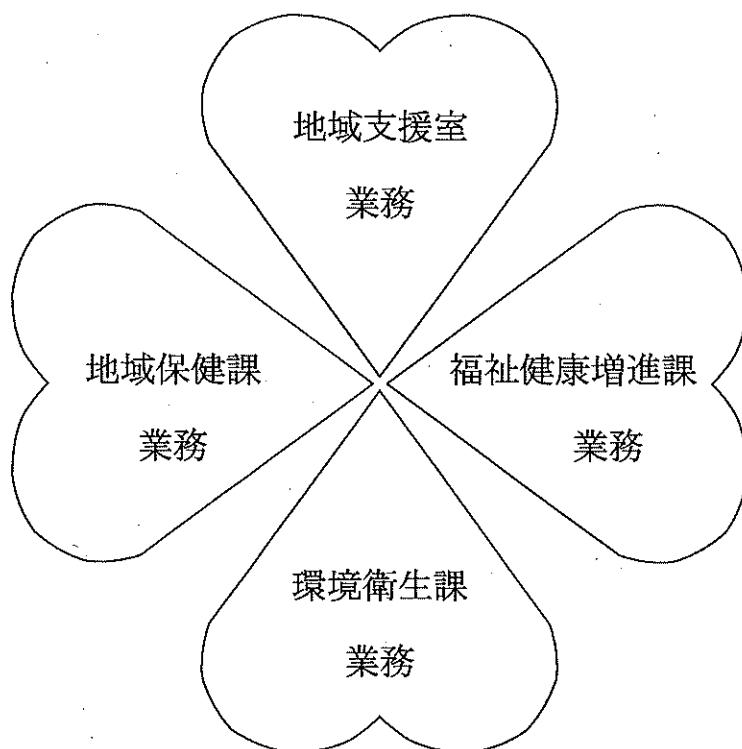 地域支援室
業務
地域保健課
業務
福祉健康増進課
業務
環境衛生課
業務